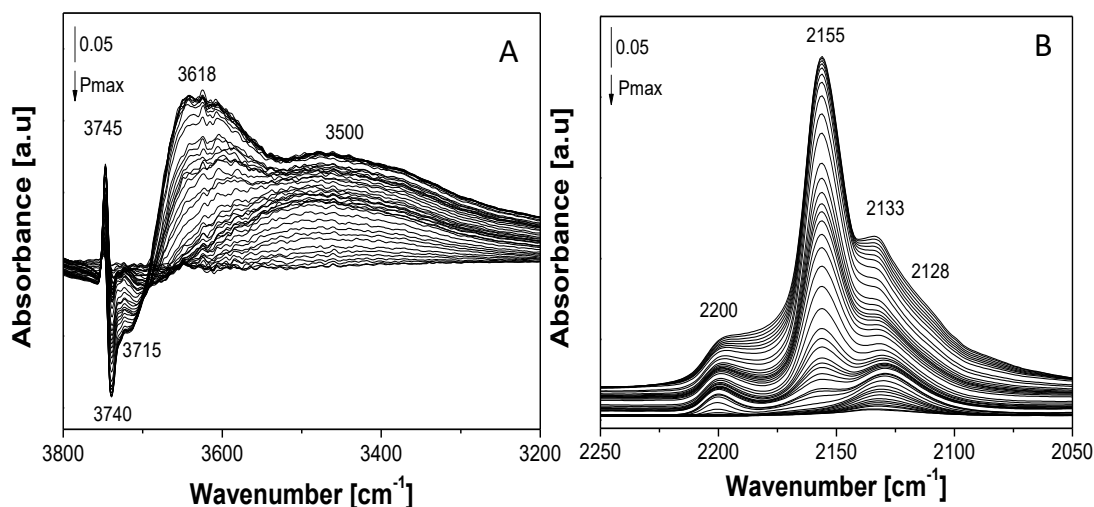 A
0.05
Pmax
3745
3618
3500
3715
3740
Absorbance [a.u]
3800
3600
3400
3200
Wavenumber [cm-1]
B
0.05
Pmax
2155
2133
2128
2200
Absorbance [a.u]
2250
2200
2150
2100
2050
Wavenumber [cm-1]